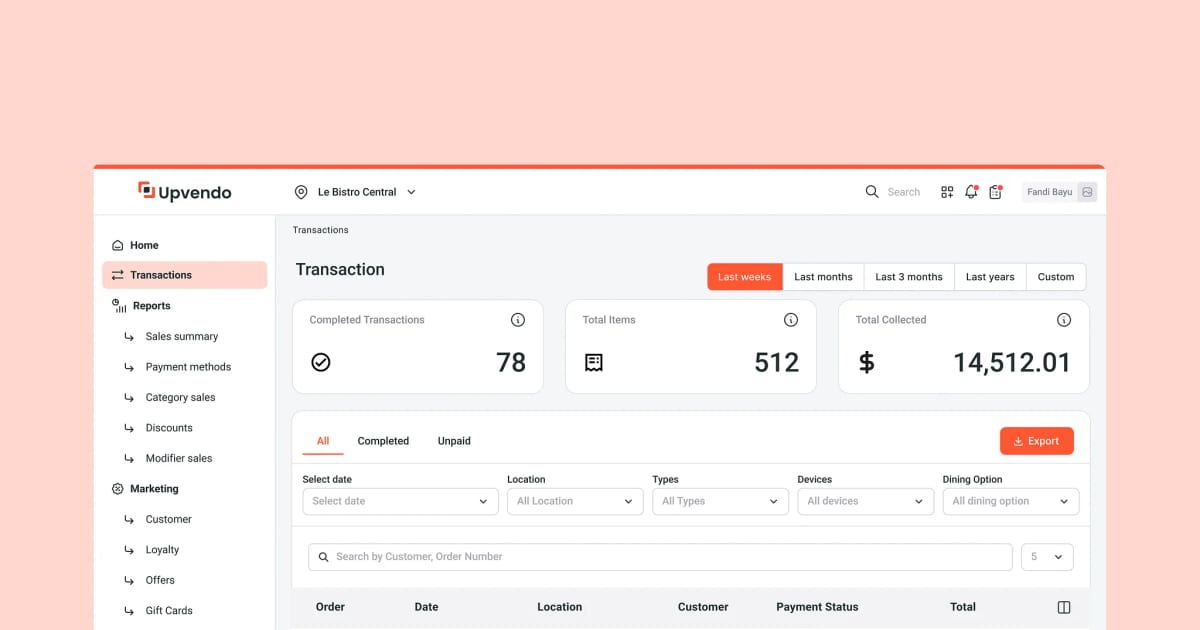 Upvendo
Le Bistro Central
Search
Fandi Bayu
Home
Transactions
Reports
Sales summary
Payment methods
Category sales
Discounts
Modifier sales
Marketing
Customer
Loyalty
Offers
Gift Cards
Transactions
Transaction
Last weeks Last months Last 3 months Last years Custom
Completed Transactions
78
Total Items
512
Total Collected
$ 14,512.01
All Completed Unpaid
Export
Select date Location Types Devices Dining Option
Select date All Location All Types All devices All dining option
Search by Customer, Order Number
5
Order Date Location Customer Payment Status Total